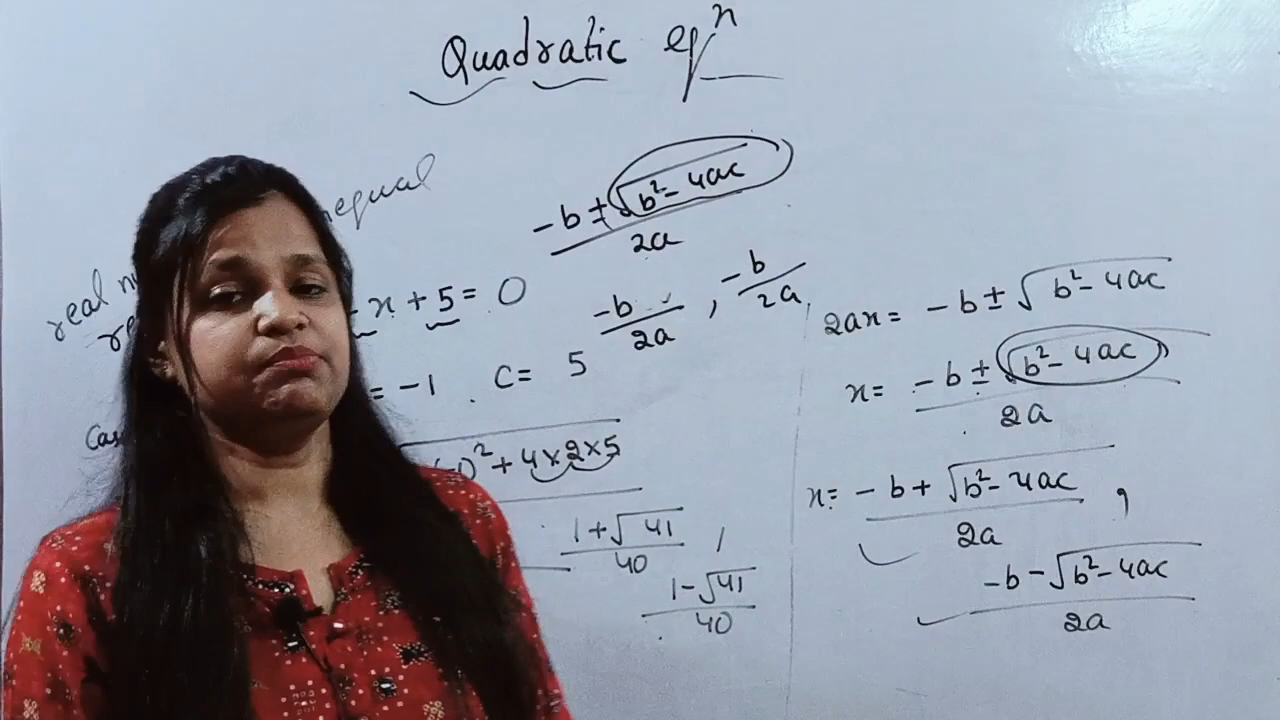 Quadratic eqⁿ
nequal
-b ± √b²- 4ac
2a
real n
re
- x + 5 = 0
-b/2a , -b/2a
= -1 . C = 5
Cas
)² + 4×2×5
1+√41
40
,
1-√41
40
2ax = -b ± √b²- 4ac
x = -b ± √b²- 4ac
2a
x = -b + √b²- 4ac
2a
,
-b - √b²- 4ac
2a